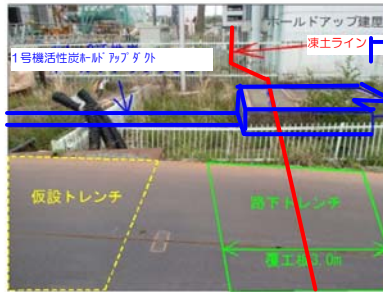 ホールドアップ建屋
凍土ライン
1号機活性炭ホールドアップダクト
仮設トレンチ
路下トレンチ
覆工板3.0m